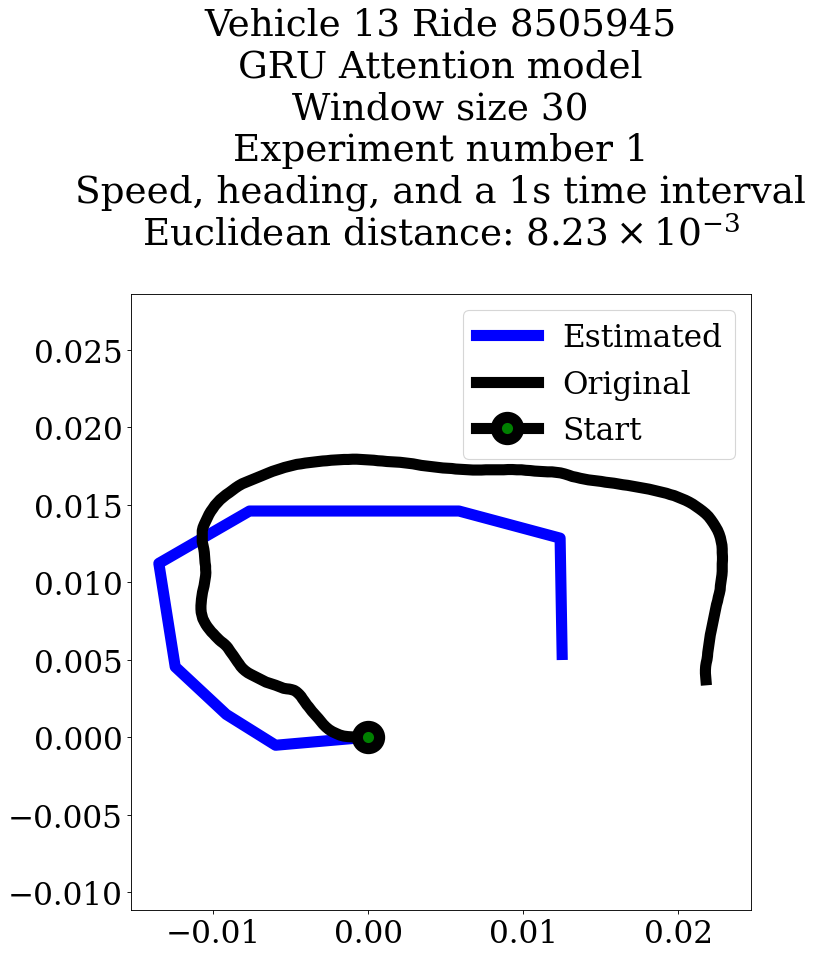 Vehicle 13 Ride 8505945
GRU Attention model
Window size 30
Experiment number 1
Speed, heading, and a 1s time interval
Euclidean distance: 8.23 × 10⁻³
Estimated
Original
Start
0.025
0.020
0.015
0.010
0.005
0.000
−0.005
−0.010
−0.01 0.00 0.01 0.02